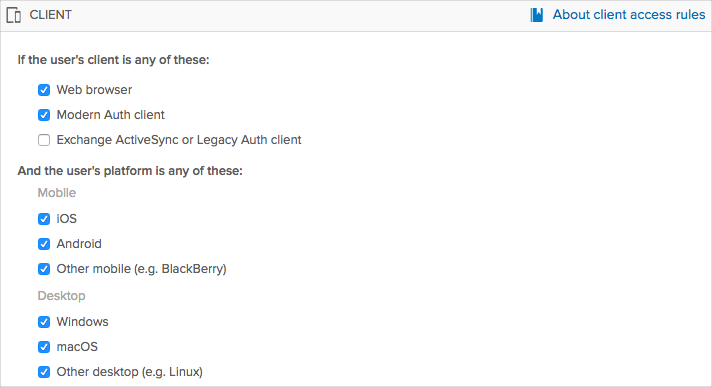 CLIENT
About client access rules
If the user's client is any of these:
Web browser
Modern Auth client
Exchange ActiveSync or Legacy Auth client
And the user's platform is any of these:
Mobile
iOS
Android
Other mobile (e.g. BlackBerry)
Desktop
Windows
macOS
Other desktop (e.g. Linux)